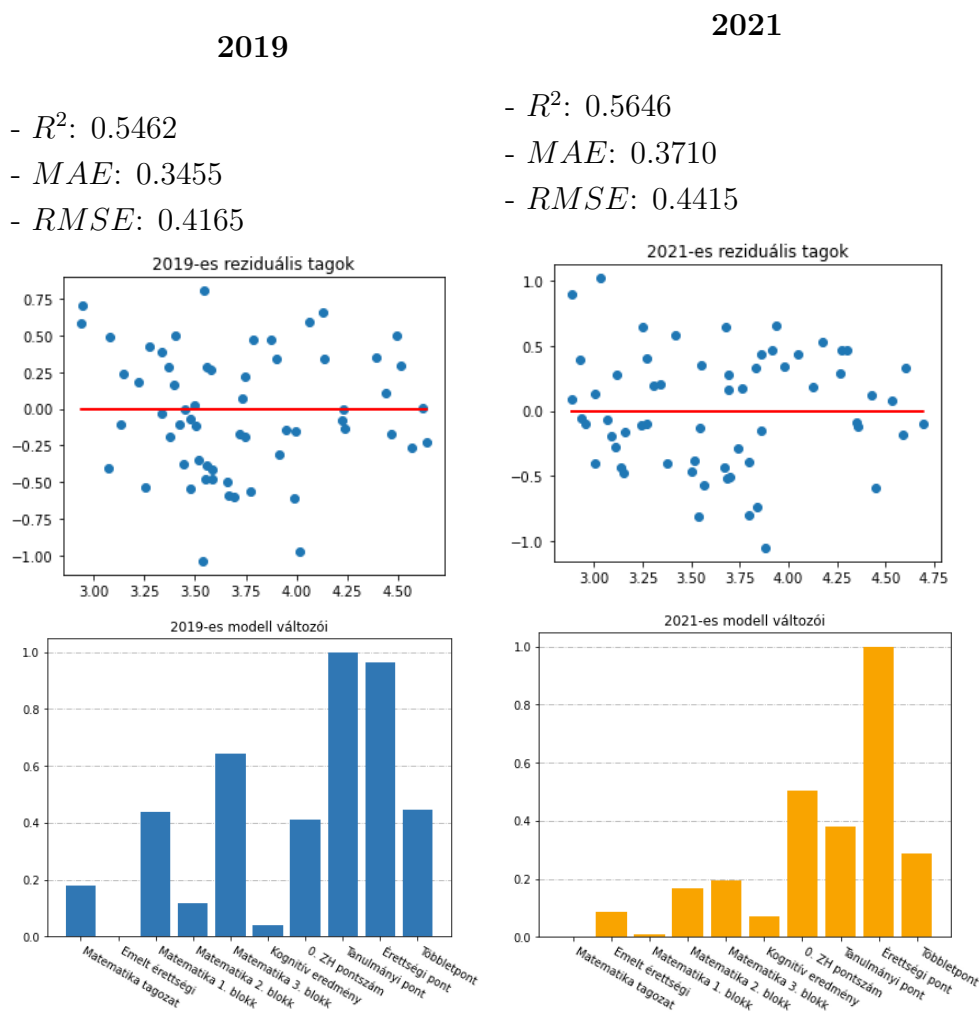 2019
- R²: 0.5462
- MAE: 0.3455
- RMSE: 0.4165
2019-es reziduális tagok
0.75
0.50
0.25
0.00
−0.25
−0.50
−0.75
−1.00
3.00 3.25 3.50 3.75 4.00 4.25 4.50
2019-es modell változói
1.0
0.8
0.6
0.4
0.2
0.0
Matematika tagozat
Emelt érettségi
Matematika 1. blokk
Matematika 2. blokk
Matematika 3. blokk
Kognitív eredmény
0. ZH pontszám
Tanulmányi pont
Érettségi pont
Többletpont
2021
- R²: 0.5646
- MAE: 0.3710
- RMSE: 0.4415
2021-es reziduális tagok
1.0
0.5
0.0
−0.5
−1.0
3.00 3.25 3.50 3.75 4.00 4.25 4.50 4.75
2021-es modell változói
1.0
0.8
0.6
0.4
0.2
0.0
Matematika tagozat
Emelt érettségi
Matematika 1. blokk
Matematika 2. blokk
Matematika 3. blokk
Kognitív eredmény
0. ZH pontszám
Tanulmányi pont
Érettségi pont
Többletpont